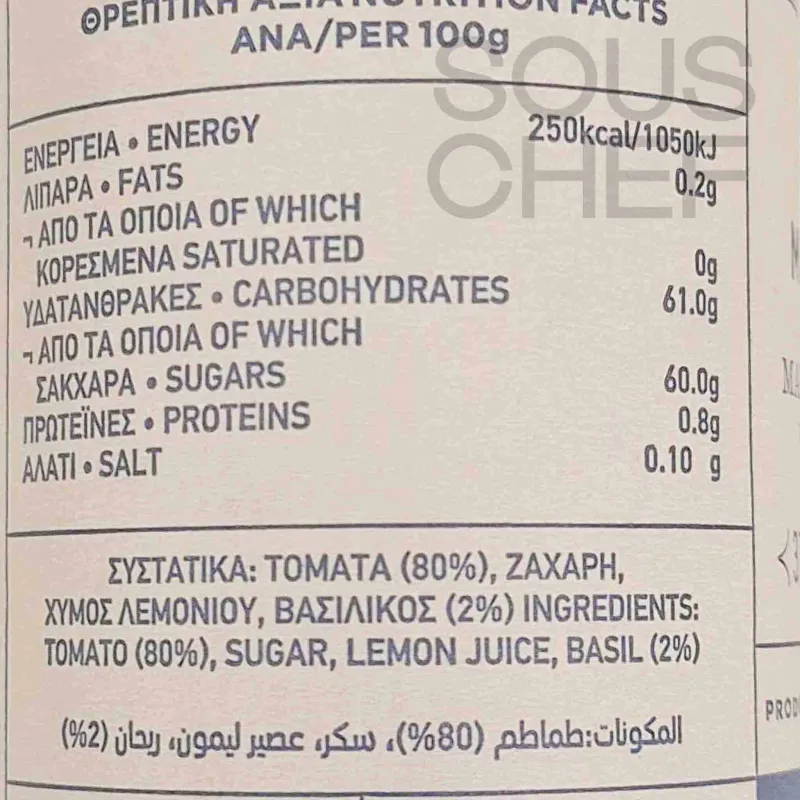 ΘΡΕΠΤΙΚΗ ΑΞΙΑ NUTRITION FACTS
ΑΝΑ/PER 100g
SOUS
CHEF
ΕΝΕΡΓΕΙΑ • ENERGY 250kcal/1050kJ
ΛΙΠΑΡΑ • FATS 0.2g
¬ ΑΠΟ ΤΑ ΟΠΟΙΑ OF WHICH
ΚΟΡΕΣΜΕΝΑ SATURATED 0g
ΥΔΑΤΑΝΘΡΑΚΕΣ • CARBOHYDRATES 61.0g
¬ ΑΠΟ ΤΑ ΟΠΟΙΑ OF WHICH
ΣΑΚΧΑΡΑ • SUGARS 60.0g
ΠΡΩΤΕΪΝΕΣ • PROTEINS 0.8g
ΑΛΑΤΙ • SALT 0.10 g
ΣΥΣΤΑΤΙΚΑ: ΤΟΜΑΤΑ (80%), ΖΑΧΑΡΗ,
ΧΥΜΟΣ ΛΕΜΟΝΙΟΥ, ΒΑΣΙΛΙΚΟΣ (2%) INGREDIENTS:
TOMATO (80%), SUGAR, LEMON JUICE, BASIL (2%)
المكونات:طماطم (80%)، سكر، عصير ليمون، ريحان (2%)